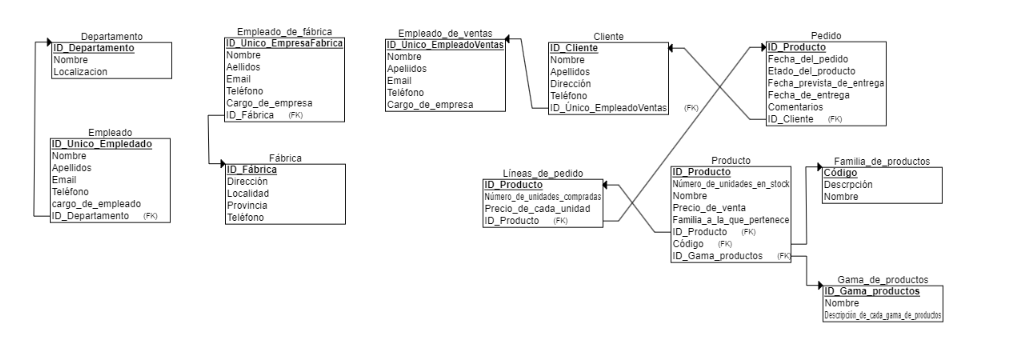 Departamento
ID_Departamento
Nombre
Localizacion
Empleado
ID_Unico_Empledado
Nombre
Apellidos
Email
Teléfono
cargo_de_empleado
ID_Departamento (FK)
Empleado_de_fábrica
ID_Unico_EmpresaFabrica
Nombre
Aellidos
Email
Teléfono
Cargo_de_empresa
ID_Fábrica (FK)
Fábrica
ID_Fábrica
Dirección
Localidad
Provincia
Teléfono
Empleado_de_ventas
ID_Unico_EmpleadoVentas
Nombre
Apeliidos
Email
Teléfono
Cargo_de_empresa
Cliente
ID_Cliente
Nombre
Apellidos
Dirección
Teléfono
ID_Único_EmpleadoVentas (FK)
Pedido
ID_Producto
Fecha_del_pedido
Etado_del_producto
Fecha_prevista_de_entrega
Fecha_de_entrega
Comentarios
ID_Cliente (FK)
Líneas_de_pedido
ID_Producto
Número_de_unidades_compradas
Precio_de_cada_unidad
ID_Producto (FK)
Producto
ID_Producto
Número_de_unidades_en_stock
Nombre
Precio_de_venta
Familia_a_la_que_pertenece
ID_Producto (FK)
Código (FK)
ID_Gama_productos (FK)
Familia_de_productos
Código
Descrpción
Nombre
Gama_de_productos
ID_Gama_productos
Nombre
Descripción_de_cada_gama_de_productos